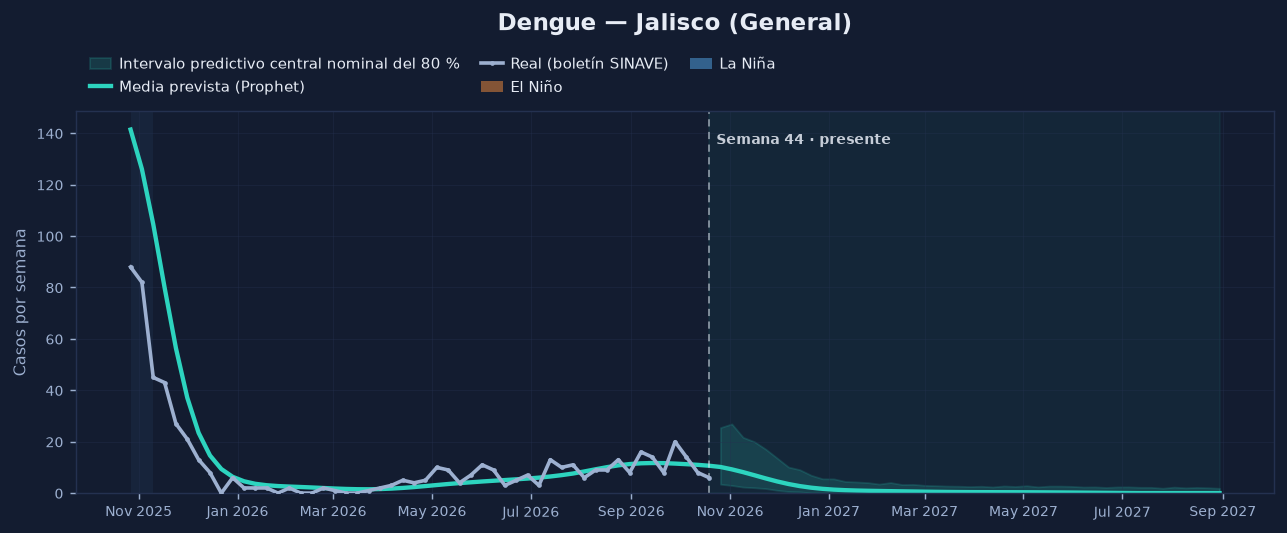 Dengue — Jalisco (General)
Intervalo predictivo central nominal del 80 %
Real (boletín SINAVE)
La Niña
Media prevista (Prophet)
El Niño
Semana 44 · presente
Casos por semana
140
120
100
80
60
40
20
0
Nov 2025
Jan 2026
Mar 2026
May 2026
Jul 2026
Sep 2026
Nov 2026
Jan 2027
Mar 2027
May 2027
Jul 2027
Sep 2027